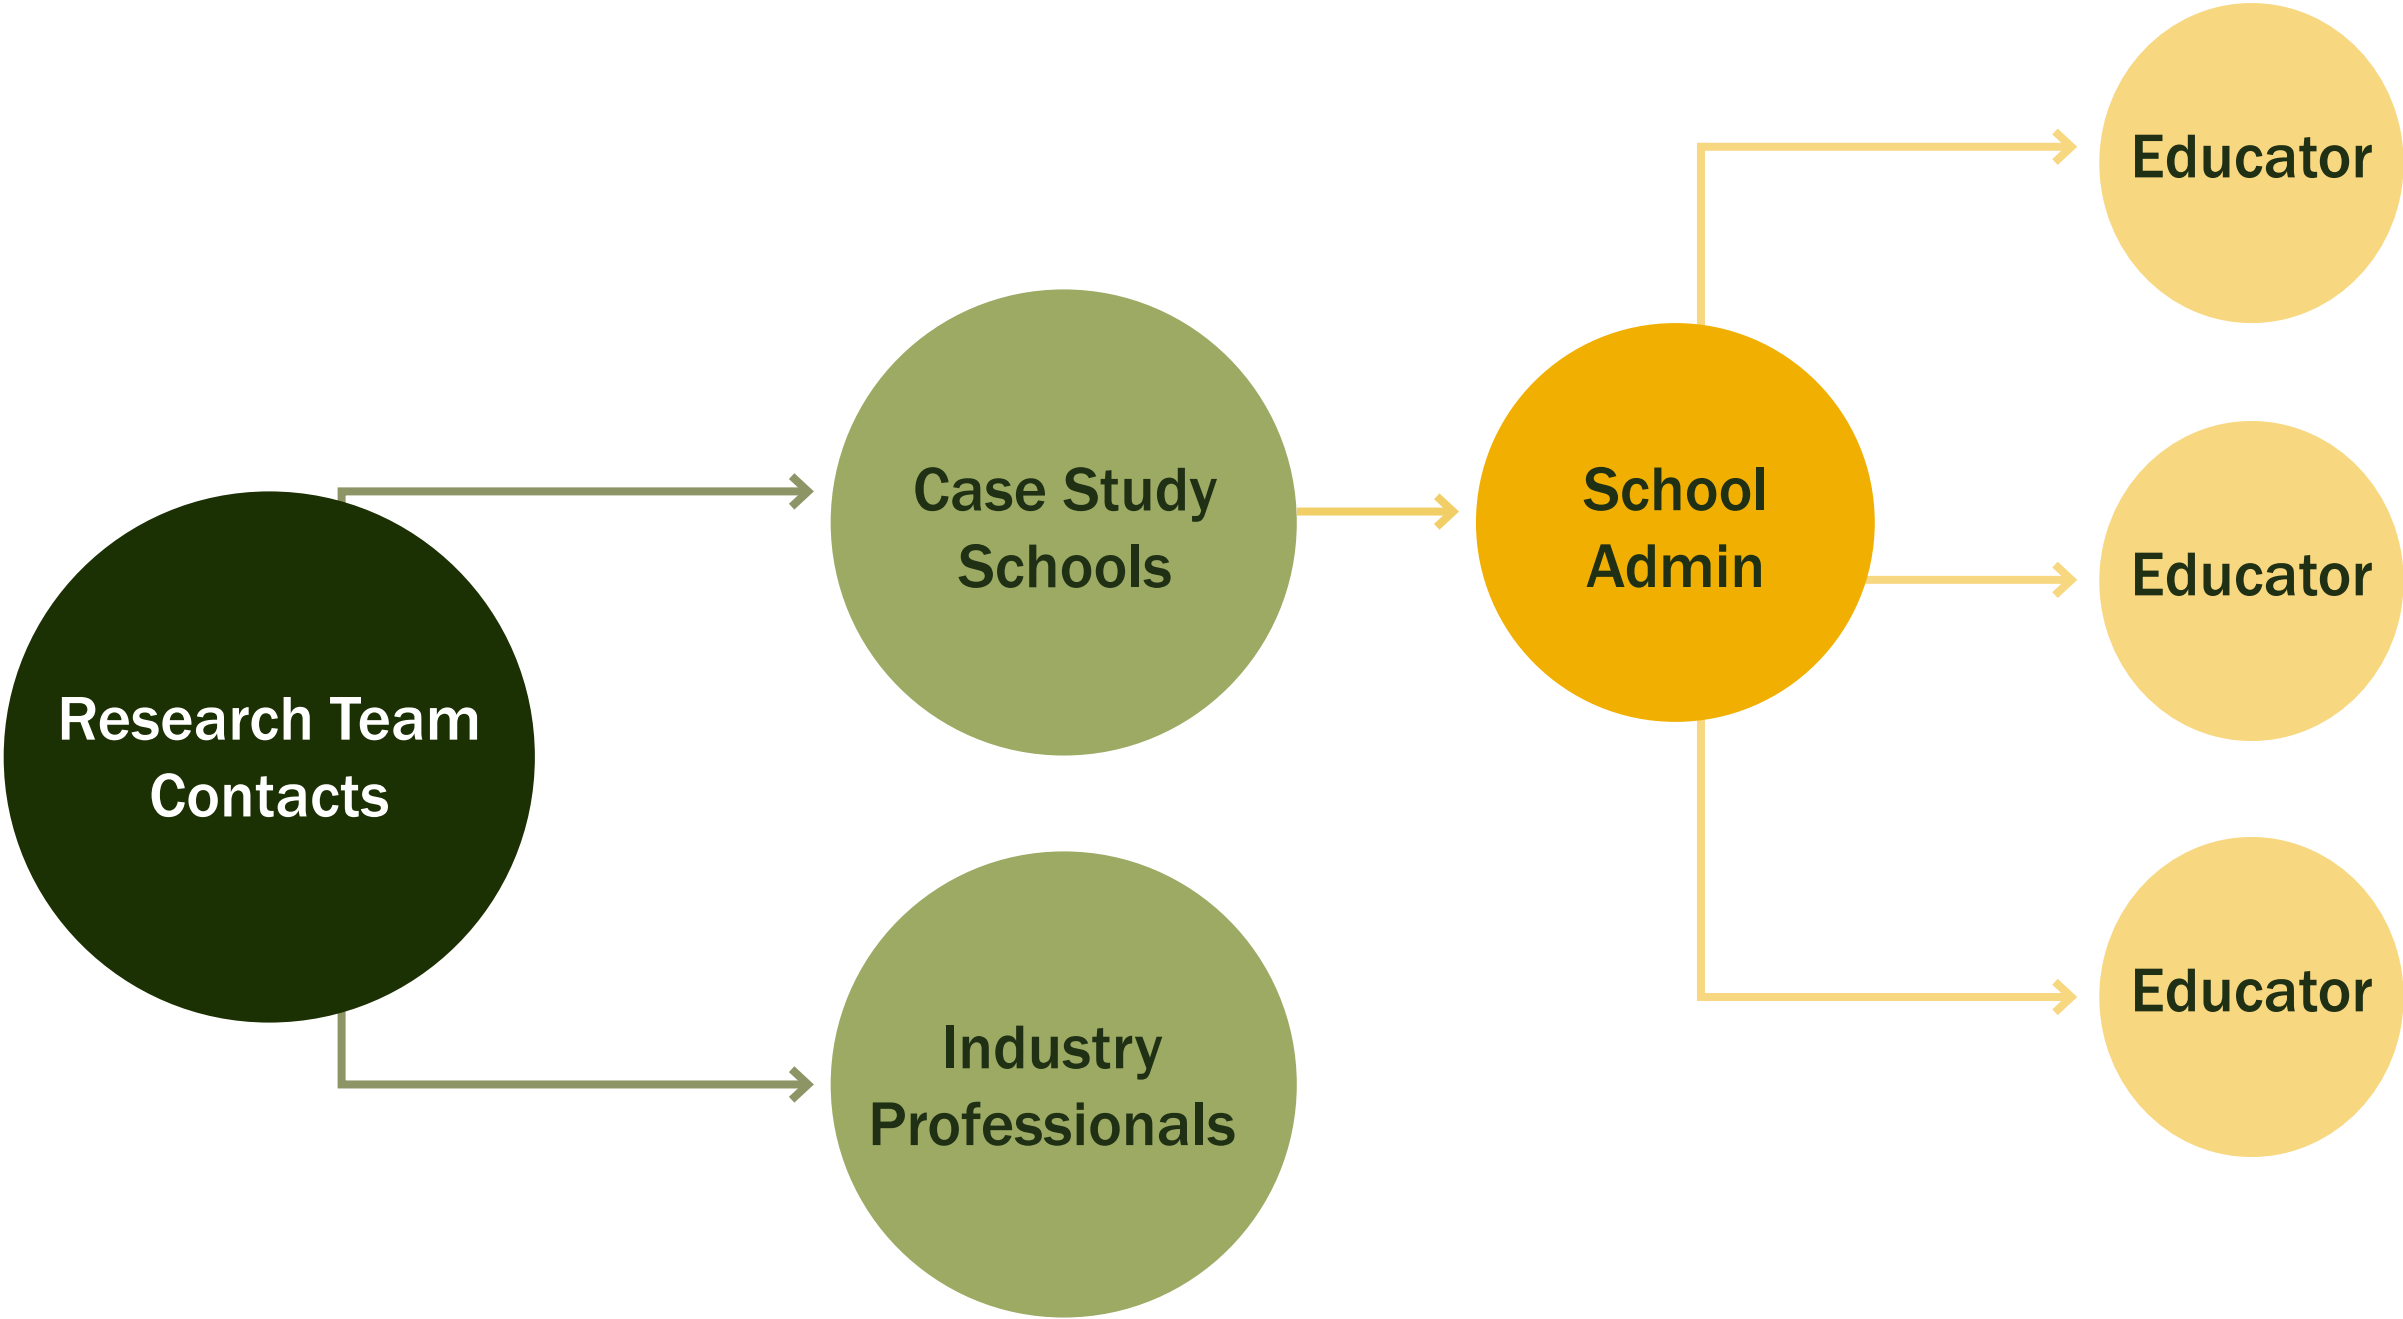 Research Team
Contacts
Case Study
Schools
Industry
Professionals
School
Admin
Educator
Educator
Educator